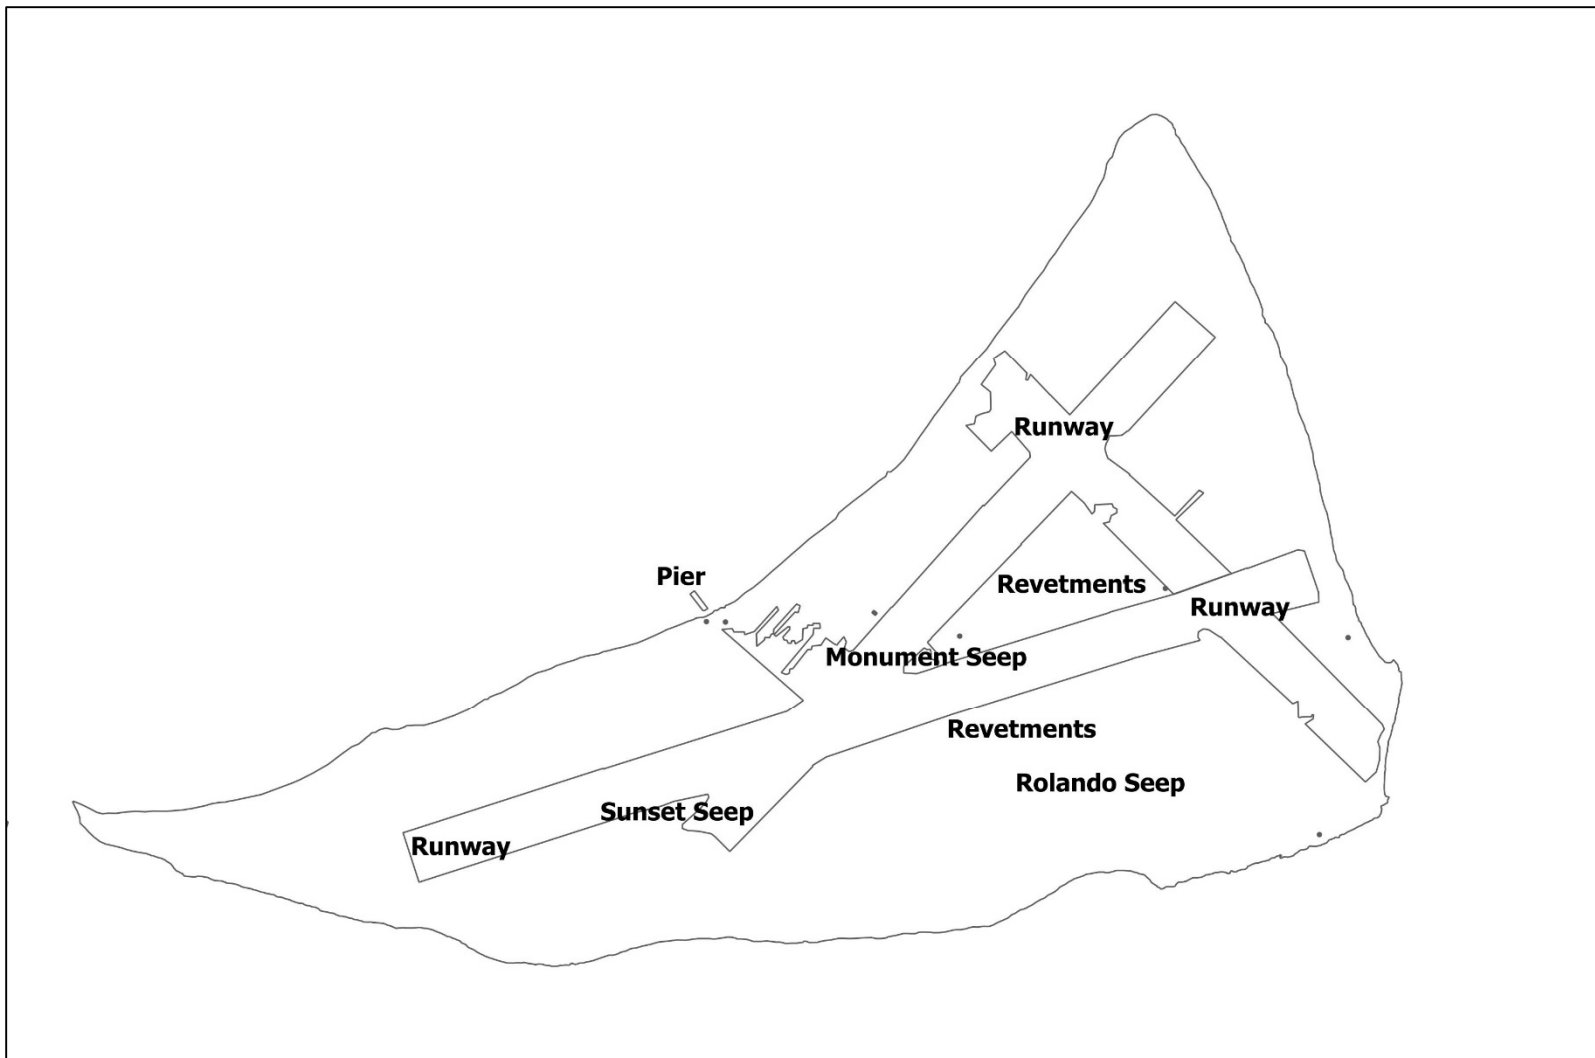 Runway
Pier
Revetments
Runway
Monument Seep
Revetments
Rolando Seep
Sunset Seep
Runway